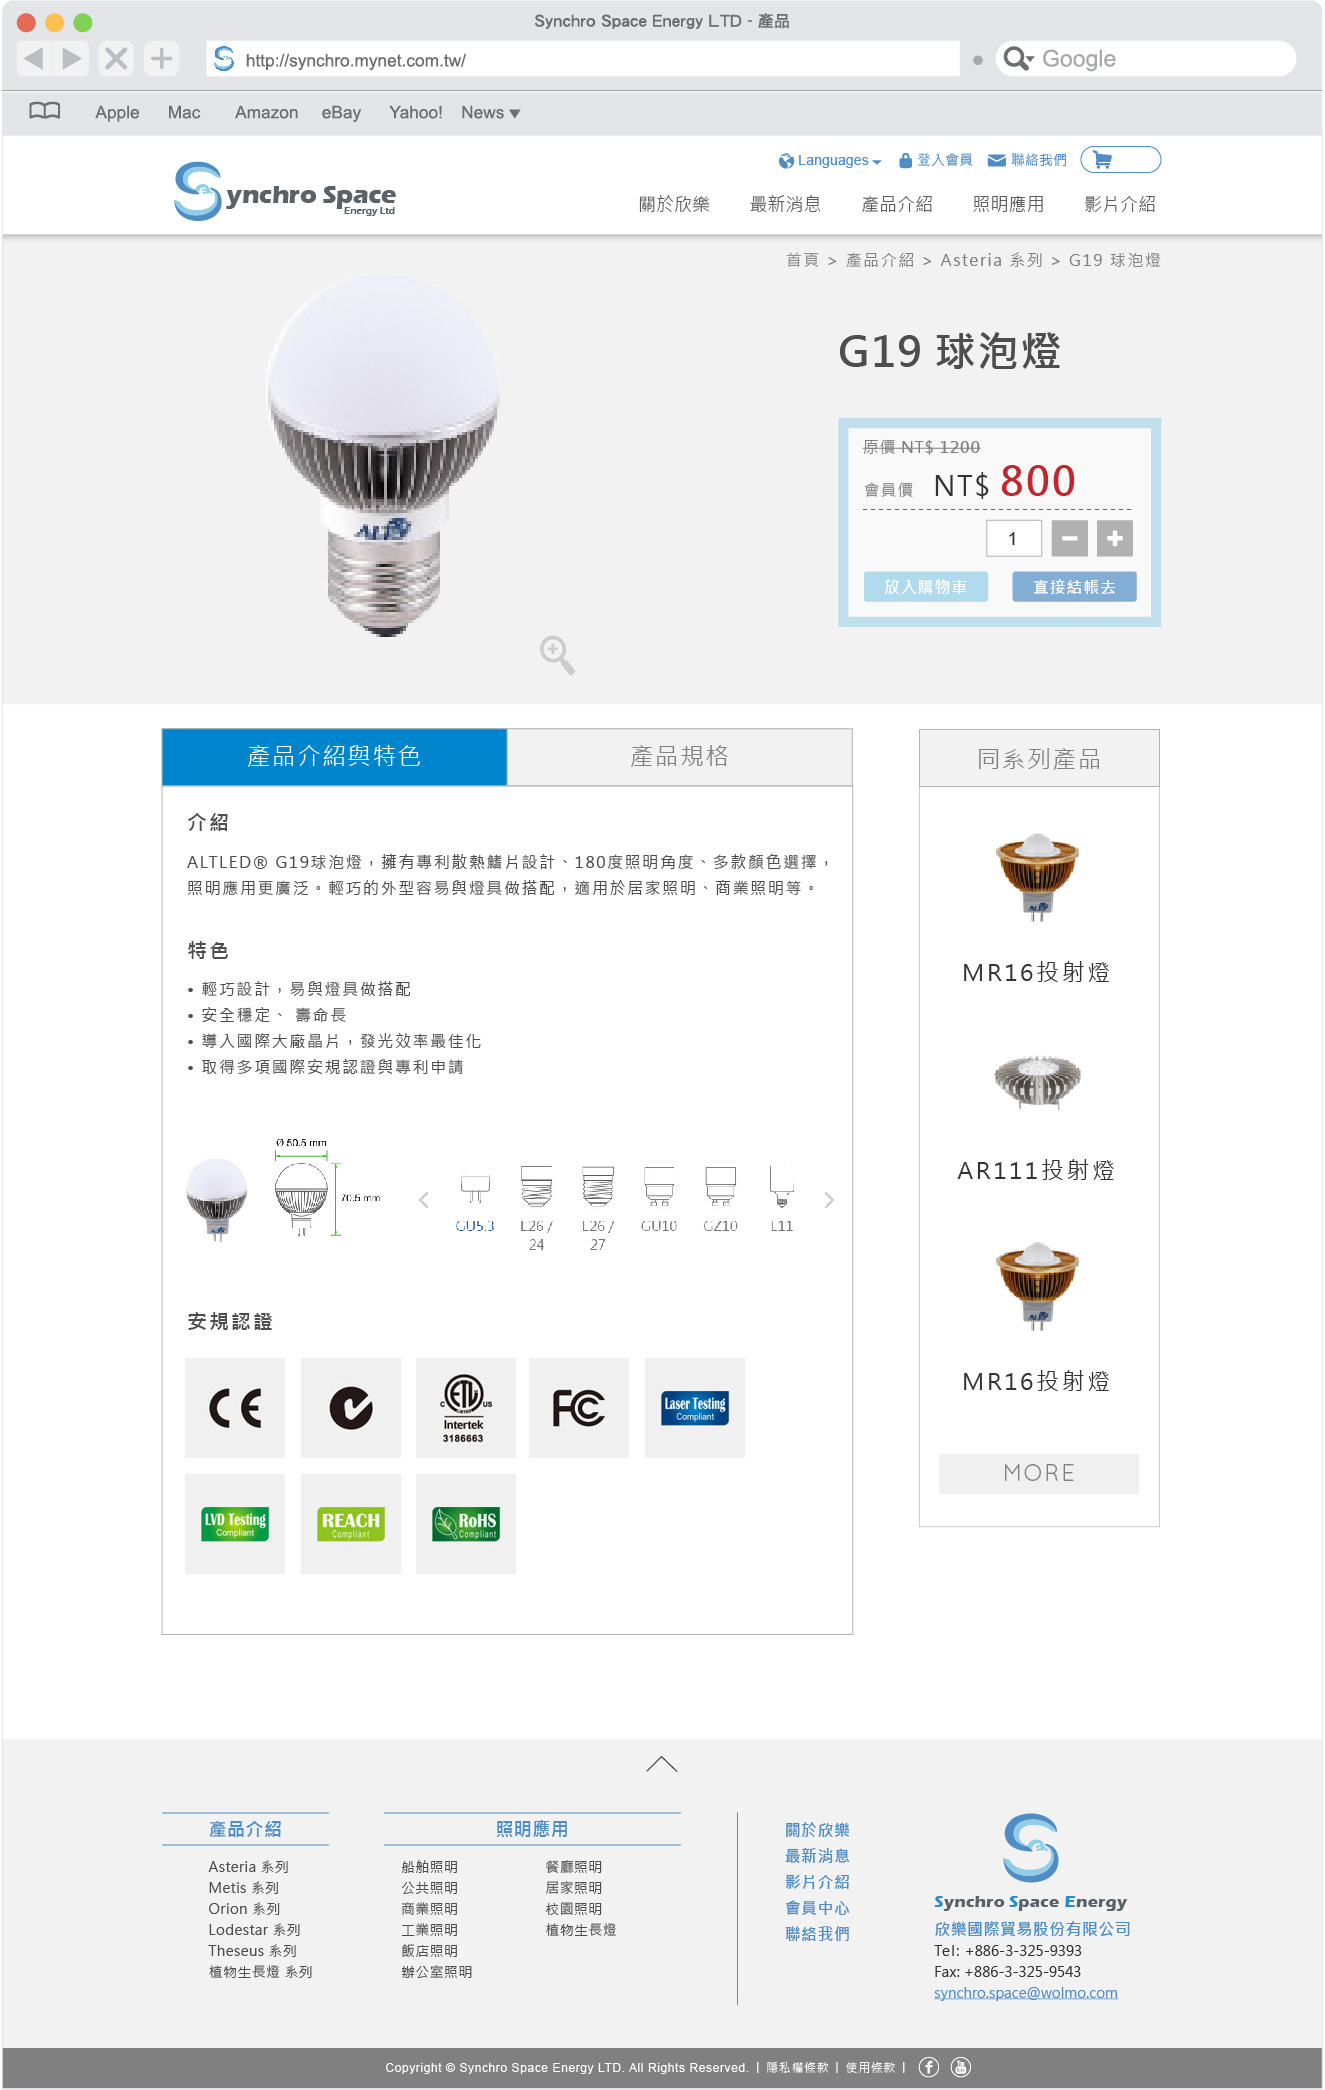 Synchro Space Energy LTD - 產品
http://synchro.mynet.com.tw/
Google
Apple Mac Amazon eBay Yahoo! News
Languages 登入會員 聯絡我們
Synchro Space
Energy Ltd
關於欣樂 最新消息 產品介紹 照明應用 影片介紹
首頁 > 產品介紹 > Asteria 系列 > G19 球泡燈
G19 球泡燈
原價 NT$ 1200
會員價 NT$ 800
1
放入購物車 直接結帳去
產品介紹與特色 產品規格
介紹
ALTLED® G19球泡燈，擁有專利散熱鰭片設計、180度照明角度、多款顏色選擇，
照明應用更廣泛。輕巧的外型容易與燈具做搭配，適用於居家照明、商業照明等。
特色
• 輕巧設計，易與燈具做搭配
• 安全穩定、 壽命長
• 導入國際大廠晶片，發光效率最佳化
• 取得多項國際安規認證與專利申請
Ø 50.5 mm
70.5 mm
GU5.3 E26 / 24 E26 / 27 GU10 GZ10 E11
安規認證
CE
ETL
C US
LISTED
Intertek
3186663
FC
Laser Testing
Compliant
LVD Testing
Compliant
REACH
Compliant
RoHS
Compliant
同系列產品
MR16投射燈
AR111投射燈
MR16投射燈
MORE
產品介紹
Asteria 系列
Metis 系列
Orion 系列
Lodestar 系列
Theseus 系列
植物生長燈 系列
照明應用
船舶照明
公共照明
商業照明
工業照明
飯店照明
辦公室照明
餐廳照明
居家照明
校園照明
植物生長燈
關於欣樂
最新消息
影片介紹
會員中心
聯絡我們
Synchro Space Energy
欣樂國際貿易股份有限公司
Tel: +886-3-325-9393
Fax: +886-3-325-9543
synchro.space@wolmo.com
Copyright © Synchro Space Energy LTD. All Rights Reserved. | 隱私權條款 | 使用條款 |